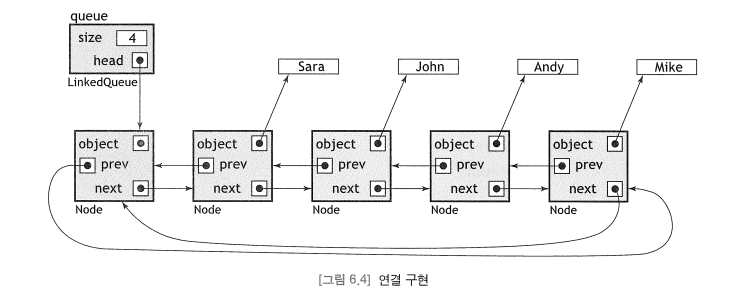 queue
size 4
head
LinkedQueue
Sara John Andy Mike
object object object object object
prev prev prev prev prev
next next next next next
Node Node Node Node Node
[그림 6.4] 연결 구현